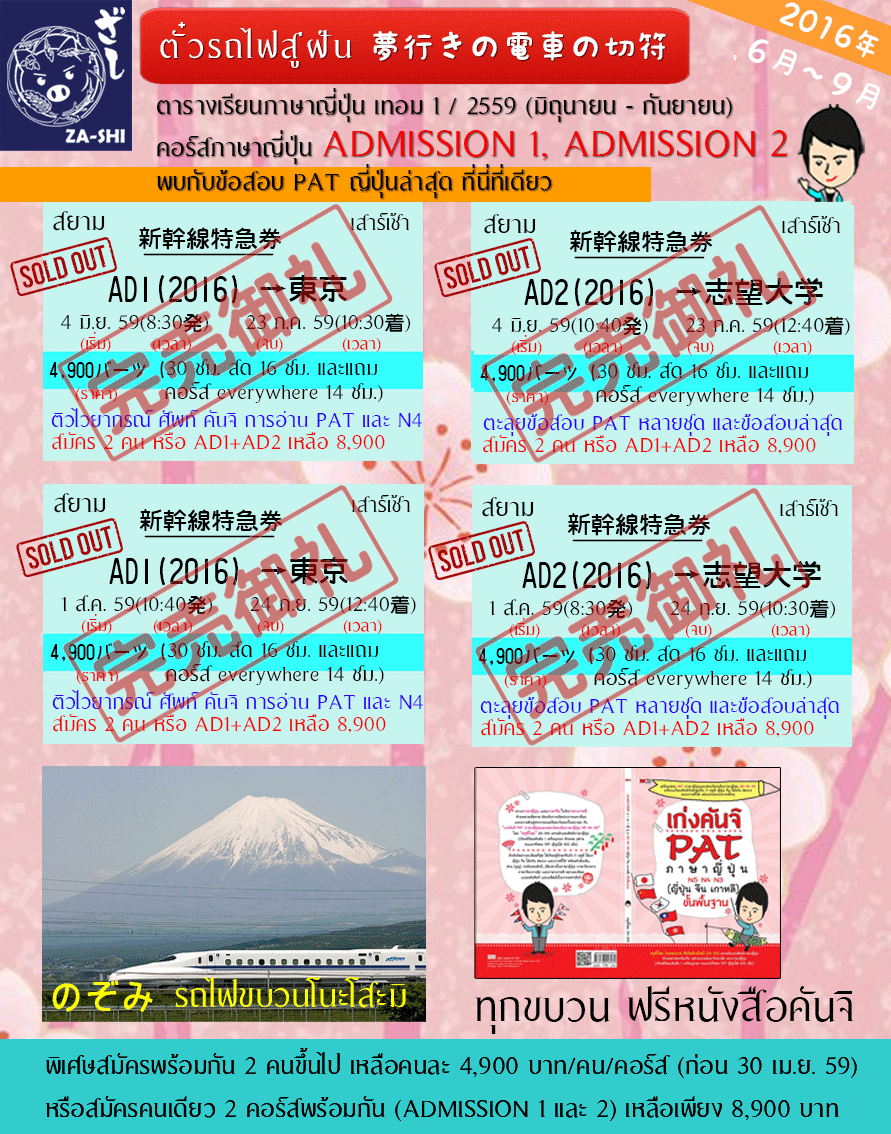 ざし
ZA-SHI
ตั๋วรถไฟสู่ฝัน 夢行きの電車の切符
2016年
6月～9月
ตารางเรียนภาษาญี่ปุ่น เทอม 1 / 2559 (มิถุนายน - กันยายน)
คอร์สภาษาญี่ปุ่น ADMISSION 1, ADMISSION 2
พบกับข้อสอบ PAT ญี่ปุ่นล่าสุด ที่นี่ที่เดียว
สยาม เสาร์เช้า
新幹線特急券
SOLD OUT
AD1(2016) →東京
完売御礼
4 มิ.ย. 59(8:30発) 23 ก.ค. 59(10:30着)
(เริ่ม) (เวลา) (จบ) (เวลา)
4,900バーツ (30 ชม. สด 16 ชม. และแถม
(ราคา) คอร์ส everywhere 14 ชม.)
ติวไวยากรณ์ ศัพท์ คันจิ การอ่าน PAT และ N4
สมัคร 2 คน หรือ AD1+AD2 เหลือ 8,900
สยาม เสาร์เช้า
新幹線特急券
SOLD OUT
AD2(2016) →志望大学
完売御礼
4 มิ.ย. 59(10:40発) 23 ก.ค. 59(12:40着)
(เริ่ม) (เวลา) (จบ) (เวลา)
4,900バーツ (30 ชม. สด 16 ชม. และแถม
(ราคา) คอร์ส everywhere 14 ชม.)
ตะลุยข้อสอบ PAT หลายชุด และข้อสอบล่าสุด
สมัคร 2 คน หรือ AD1+AD2 เหลือ 8,900
สยาม เสาร์เช้า
新幹線特急券
SOLD OUT
AD1(2016) →東京
完売御礼
1 ส.ค. 59(10:40発) 24 ก.ย. 59(12:40着)
(เริ่ม) (เวลา) (จบ) (เวลา)
4,900バーツ (30 ชม. สด 16 ชม. และแถม
(ราคา) คอร์ส everywhere 14 ชม.)
ติวไวยากรณ์ ศัพท์ คันจิ การอ่าน PAT และ N4
สมัคร 2 คน หรือ AD1+AD2 เหลือ 8,900
สยาม เสาร์เช้า
新幹線特急券
SOLD OUT
AD2(2016) →志望大学
完売御礼
1 ส.ค. 59(8:30発) 24 ก.ย. 59(10:30着)
(เริ่ม) (เวลา) (จบ) (เวลา)
4,900バーツ (30 ชม. สด 16 ชม. และแถม
(ราคา) คอร์ส everywhere 14 ชม.)
ตะลุยข้อสอบ PAT หลายชุด และข้อสอบล่าสุด
สมัคร 2 คน หรือ AD1+AD2 เหลือ 8,900
のぞみ รถไฟขบวนโนะโสะมิ
เก่งคันจิ
PAT
ภาษาญี่ปุ่น
N5 N4 N3
(ญี่ปุ่น จีน เกาหลี)
ขั้นพื้นฐาน
ทุกขบวน ฟรีหนังสือคันจิ
พิเศษสมัครพร้อมกัน 2 คนขึ้นไป เหลือคนละ 4,900 บาท/คน/คอร์ส (ก่อน 30 เม.ย. 59)
หรือสมัครคนเดียว 2 คอร์สพร้อมกัน (ADMISSION 1 และ 2) เหลือเพียง 8,900 บาท